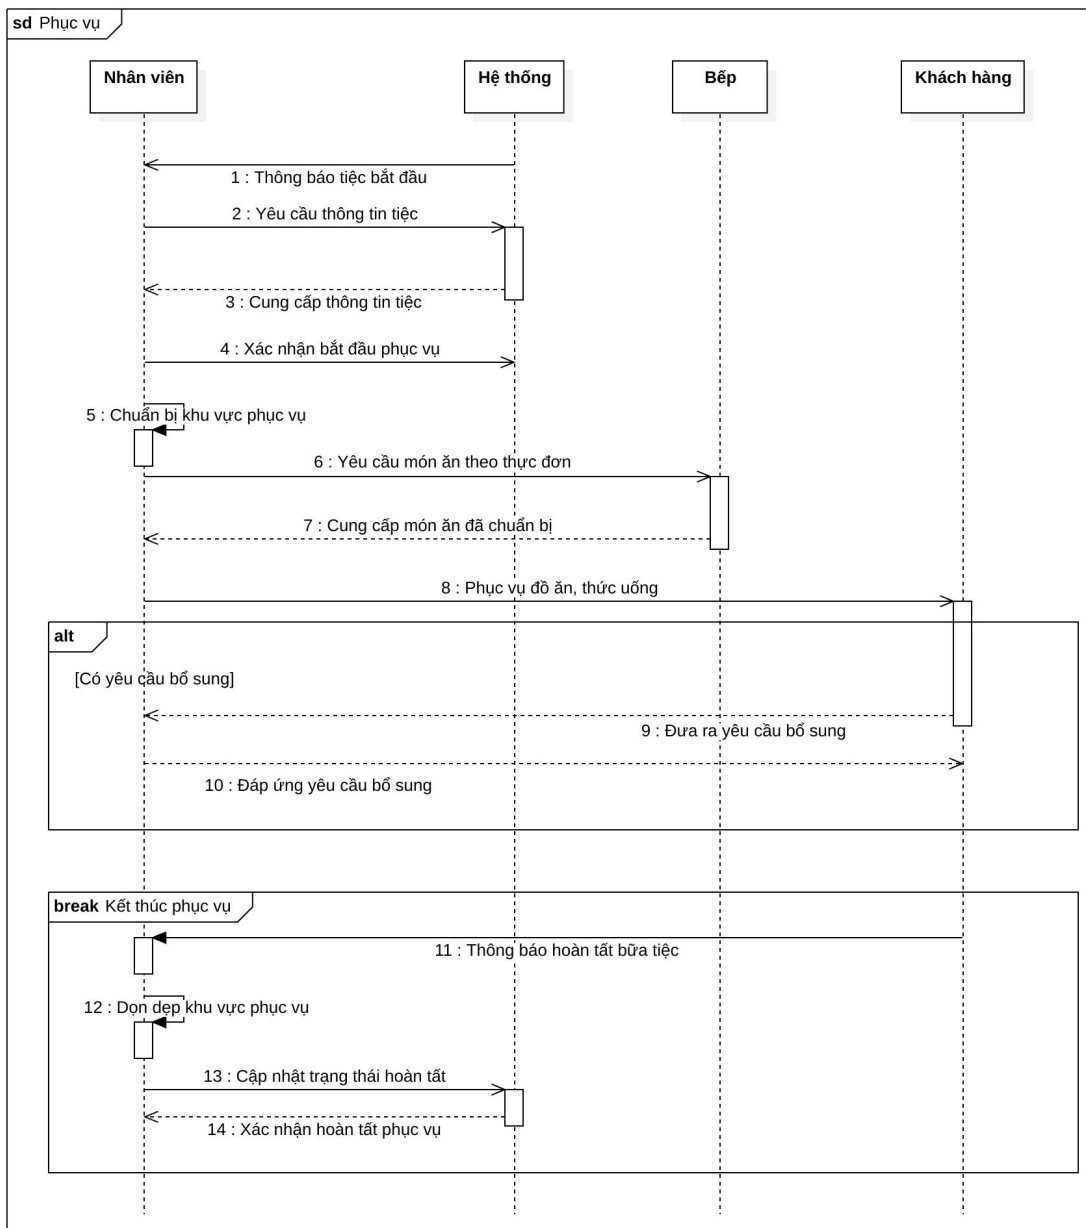 sd Phục vụ
Nhân viên
Hệ thống
Bếp
Khách hàng
1 : Thông báo tiệc bắt đầu
2 : Yêu cầu thông tin tiệc
3 : Cung cấp thông tin tiệc
4 : Xác nhận bắt đầu phục vụ
5 : Chuẩn bị khu vực phục vụ
6 : Yêu cầu món ăn theo thực đơn
7 : Cung cấp món ăn đã chuẩn bị
8 : Phục vụ đồ ăn, thức uống
alt
[Có yêu cầu bổ sung]
9 : Đưa ra yêu cầu bổ sung
10 : Đáp ứng yêu cầu bổ sung
break Kết thúc phục vụ
11 : Thông báo hoàn tất bữa tiệc
12 : Dọn dẹp khu vực phục vụ
13 : Cập nhật trạng thái hoàn tất
14 : Xác nhận hoàn tất phục vụ